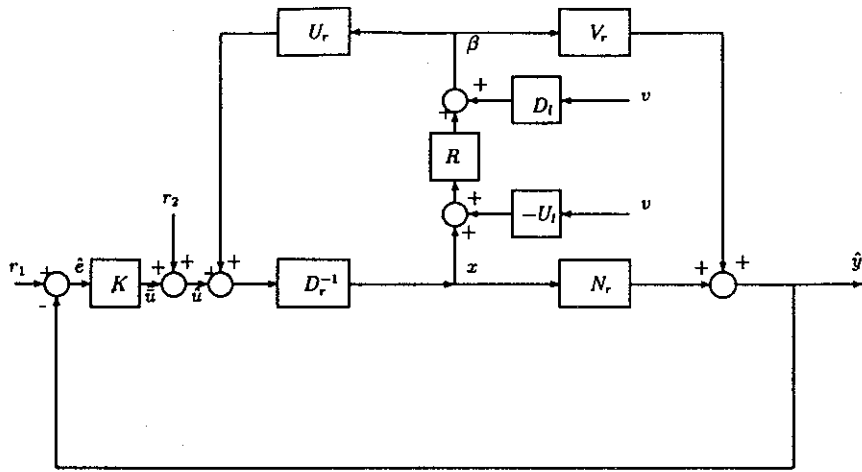 U_r β V_r
+ +
D_l v
R
r_2 + -U_l v
+
r_1 + ê K + + + + x + + ŷ
ū û D_r^{-1} N_r
-